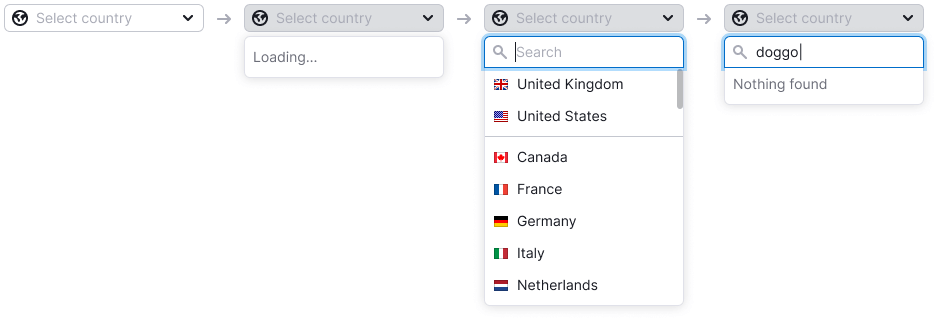 Select country
Loading...
Select country
Search
United Kingdom
United States
Canada
France
Germany
Italy
Netherlands
Select country
doggo
Nothing found
Select country